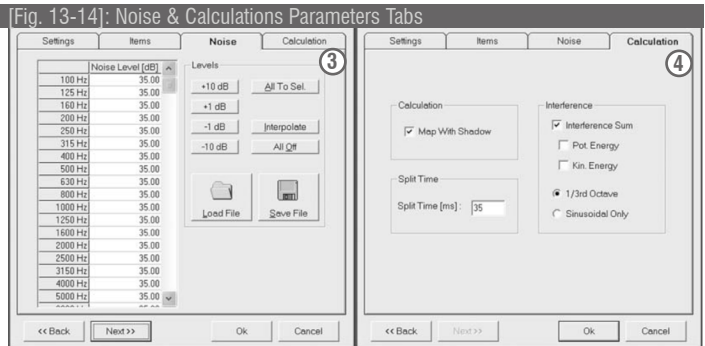 [Fig. 13-14]: Noise & Calculations Parameters Tabs
Settings Items Noise Calculation
3
Noise Level [dB]
100 Hz 35.00
125 Hz 35.00
160 Hz 35.00
200 Hz 35.00
250 Hz 35.00
315 Hz 35.00
400 Hz 35.00
500 Hz 35.00
630 Hz 35.00
800 Hz 35.00
1000 Hz 35.00
1250 Hz 35.00
1600 Hz 35.00
2000 Hz 35.00
2500 Hz 35.00
3150 Hz 35.00
4000 Hz 35.00
5000 Hz 35.00
Levels
+10 dB All To Sel.
+1 dB
-1 dB Interpolate
-10 dB All Off
Load File Save File
<< Back Next >> Ok Cancel
Settings Items Noise Calculation
4
Calculation
Map With Shadow
Split Time
Split Time [ms] : 35
Interference
Interference Sum
Pot. Energy
Kin. Energy
1/3rd Octave
Sinusoidal Only
<< Back Next >> Ok Cancel